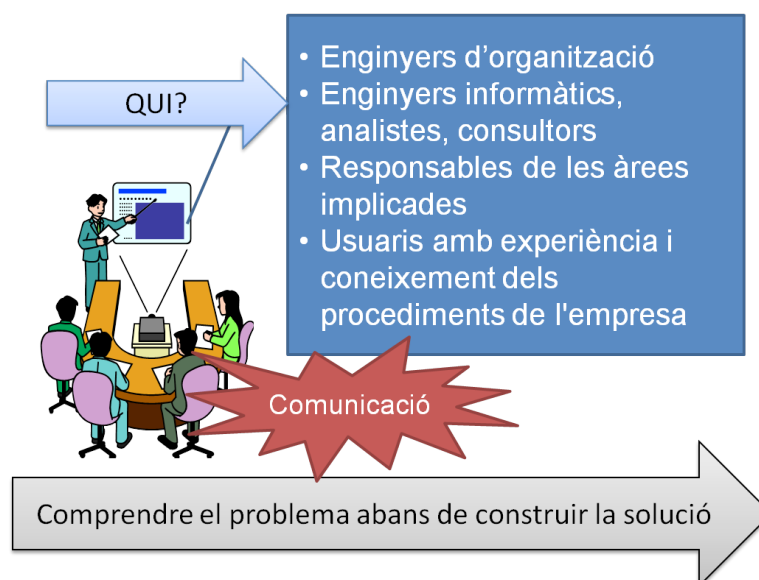 QUI?
• Enginyers d’organització
• Enginyers informàtics,
analistes, consultors
• Responsables de les àrees
implicades
• Usuaris amb experiència i
coneixement dels
procediments de l'empresa
Comunicació
Comprendre el problema abans de construir la solució